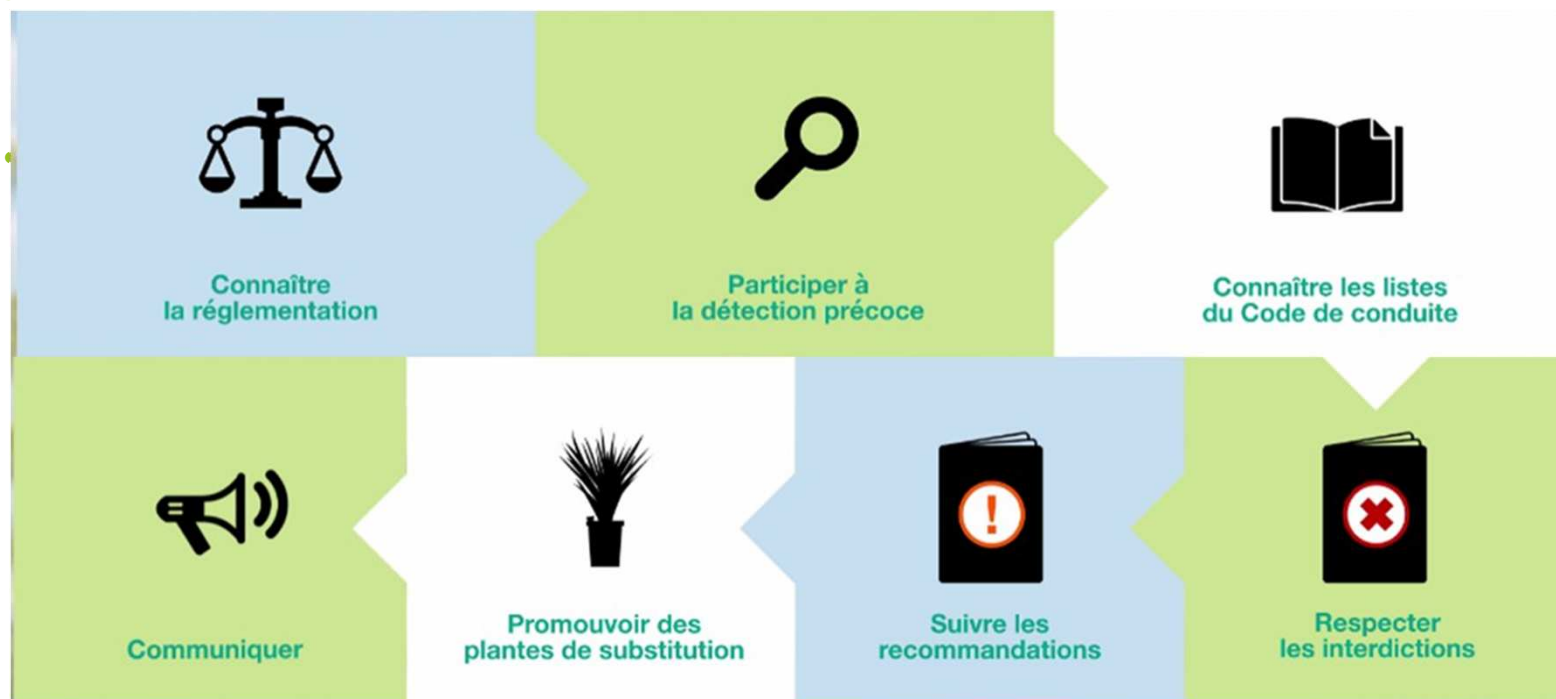 Connaître
la réglementation
Participer à
la détection précoce
Connaître les listes
du Code de conduite
Respecter
les interdictions
Suivre les
recommandations
Promouvoir des
plantes de substitution
Communiquer